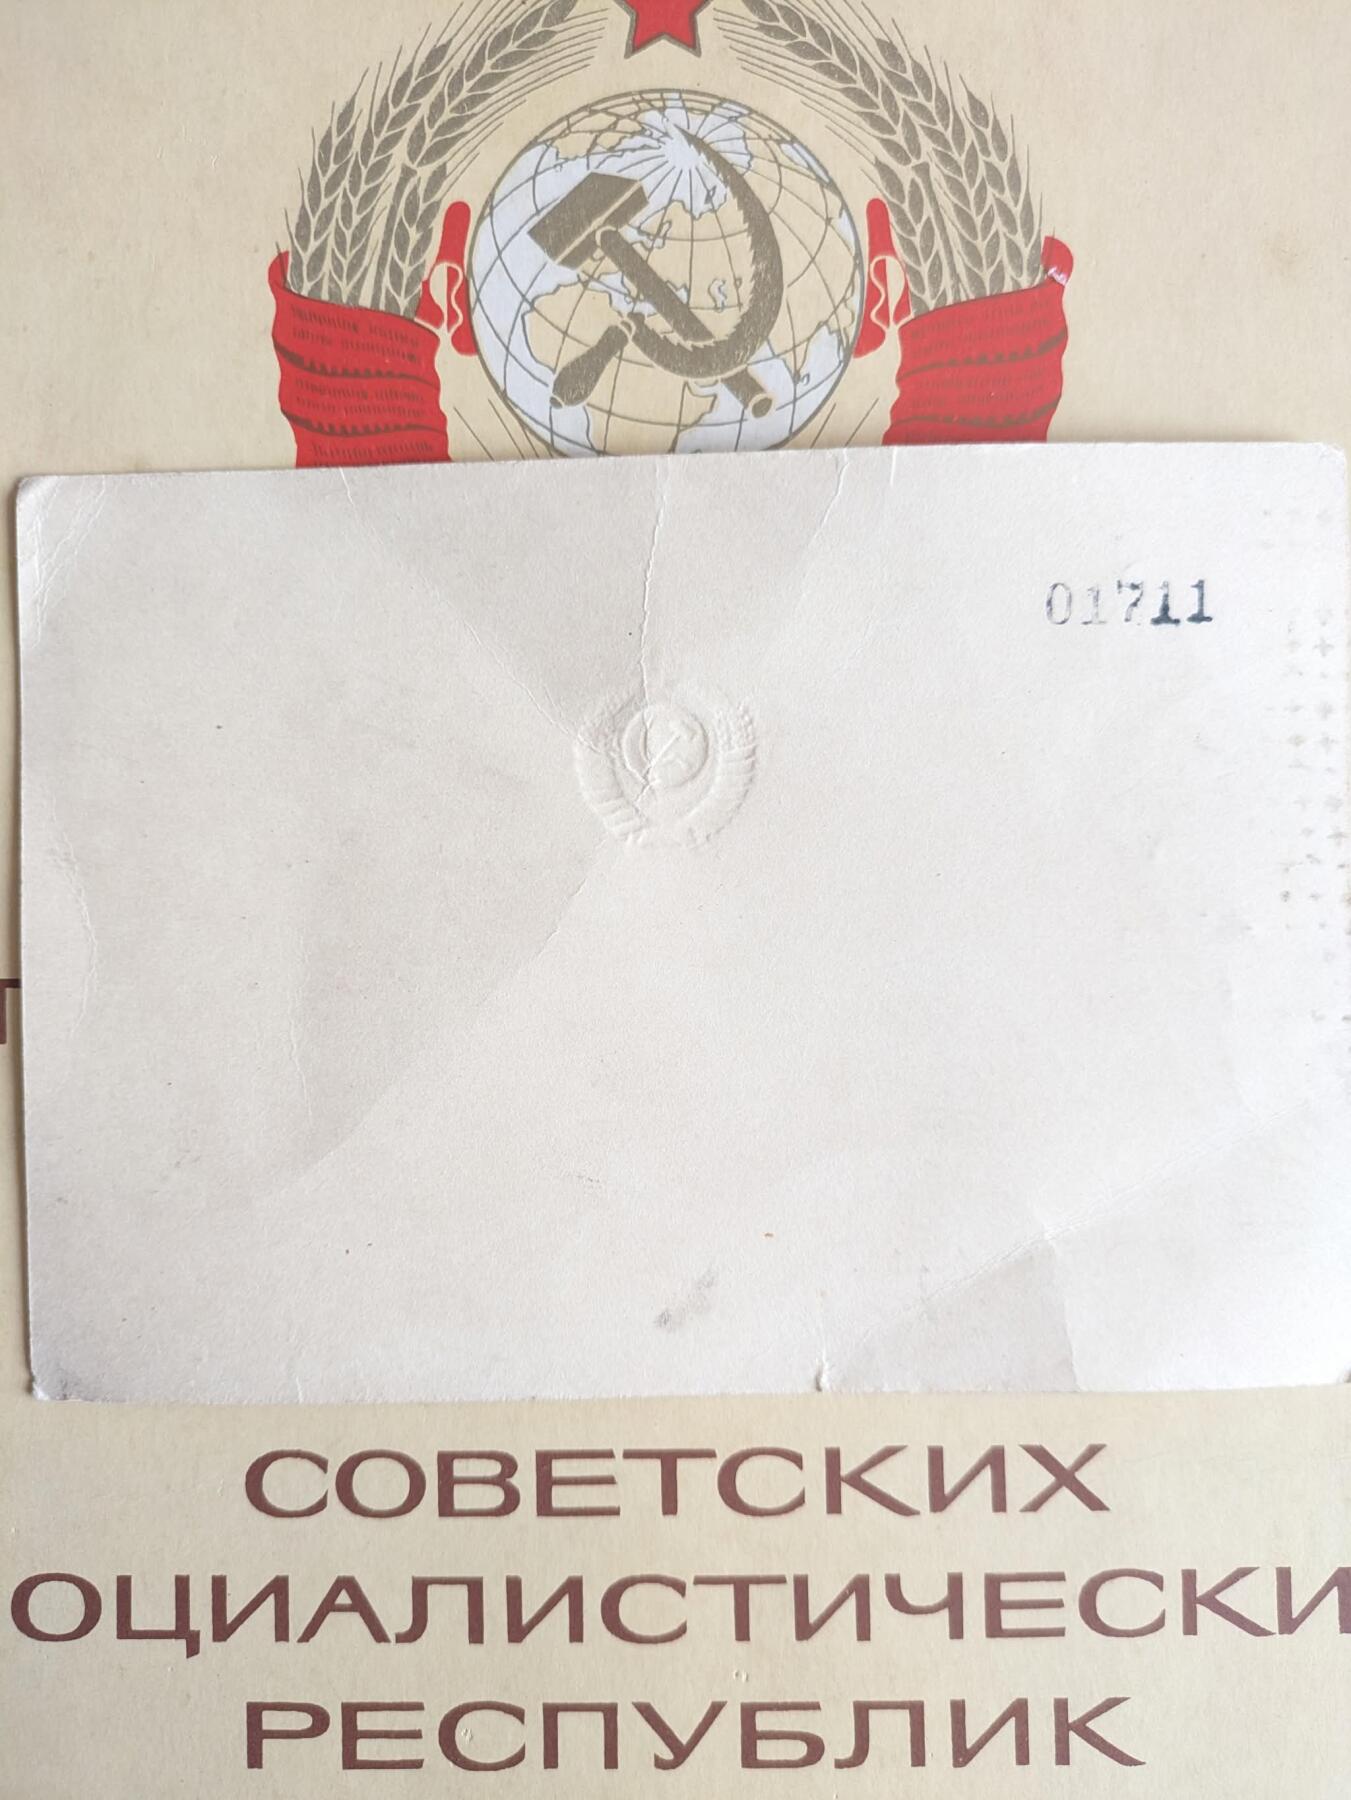 01711
Т
СОВЕТСКИХ
ОЦИАЛИСТИЧЕСКИ
РЕСПУБЛИК